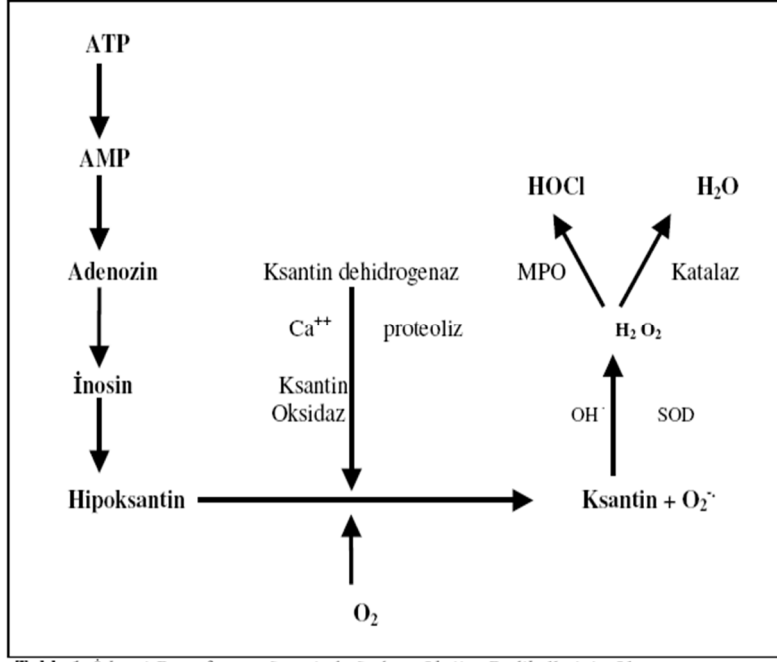 ATP
AMP
HOCl
H₂O
Adenozin
Ksantin dehidrogenaz
MPO
Katalaz
Ca⁺⁺
proteoliz
H₂ O₂
İnosin
Ksantin
Oksidaz
OH˙
SOD
Hipoksantin
Ksantin + O₂⁻·
O₂